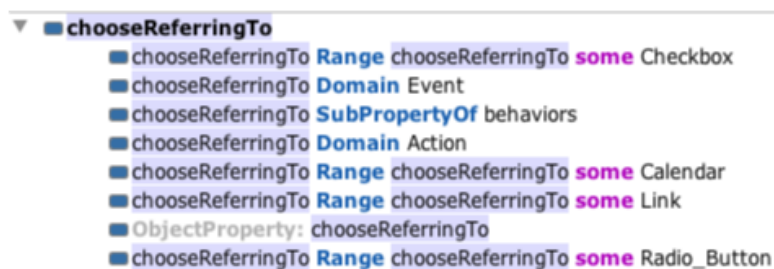 chooseReferringTo
chooseReferringTo Range chooseReferringTo some Checkbox
chooseReferringTo Domain Event
chooseReferringTo SubPropertyOf behaviors
chooseReferringTo Domain Action
chooseReferringTo Range chooseReferringTo some Calendar
chooseReferringTo Range chooseReferringTo some Link
ObjectProperty: chooseReferringTo
chooseReferringTo Range chooseReferringTo some Radio_Button